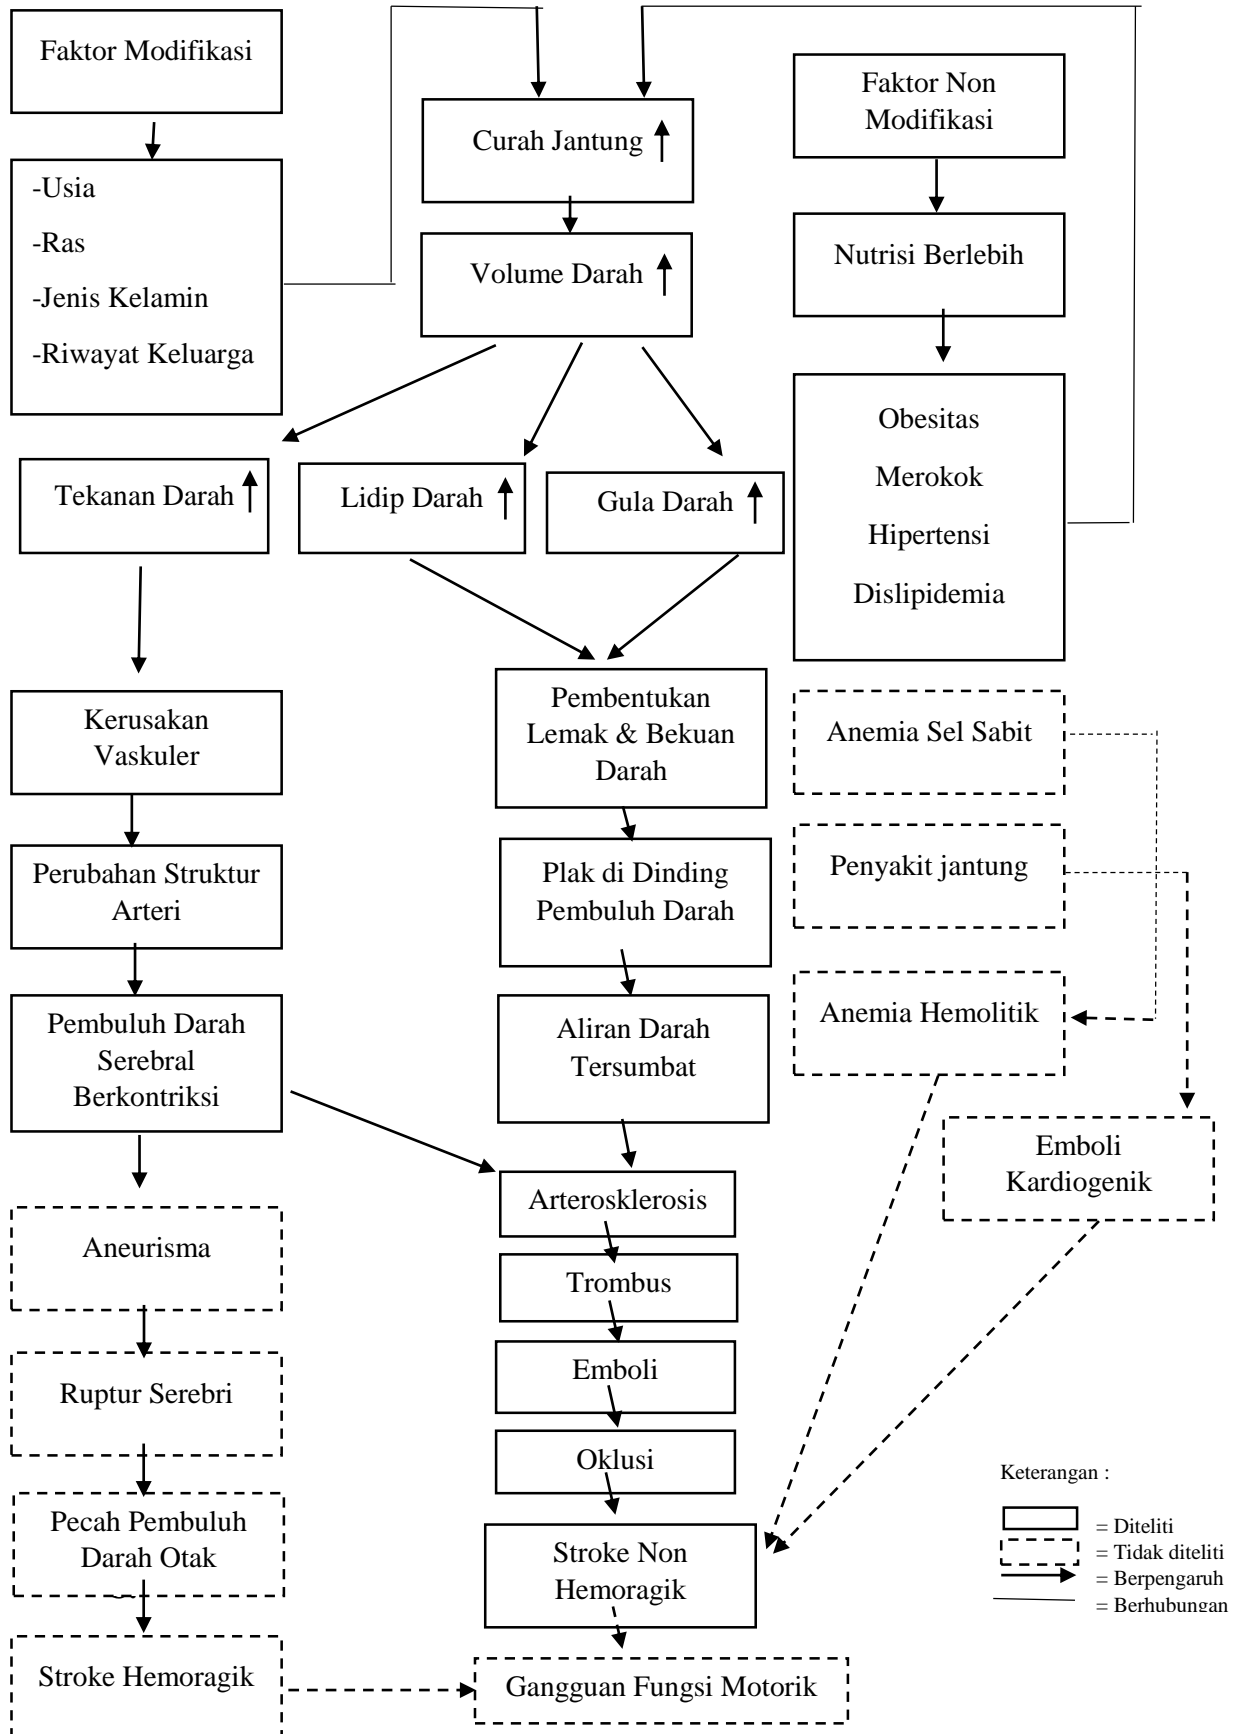 Faktor Modifikasi
-Usia
-Ras
-Jenis Kelamin
-Riwayat Keluarga
Curah Jantung
Volume Darah
Faktor Non
Modifikasi
Nutrisi Berlebih
Obesitas
Merokok
Hipertensi
Dislipidemia
Tekanan Darah
Lidip Darah
Gula Darah
Kerusakan
Vaskuler
Perubahan Struktur
Arteri
Pembuluh Darah
Serebral
Berkontriksi
Aneurisma
Ruptur Serebri
Pecah Pembuluh
Darah Otak
Stroke Hemoragik
Pembentukan
Lemak & Bekuan
Darah
Plak di Dinding
Pembuluh Darah
Aliran Darah
Tersumbat
Arterosklerosis
Trombus
Emboli
Oklusi
Stroke Non
Hemoragik
Gangguan Fungsi Motorik
Anemia Sel Sabit
Penyakit jantung
Anemia Hemolitik
Emboli
Kardiogenik
Keterangan :
= Diteliti
= Tidak diteliti
= Berpengaruh
= Berhubungan